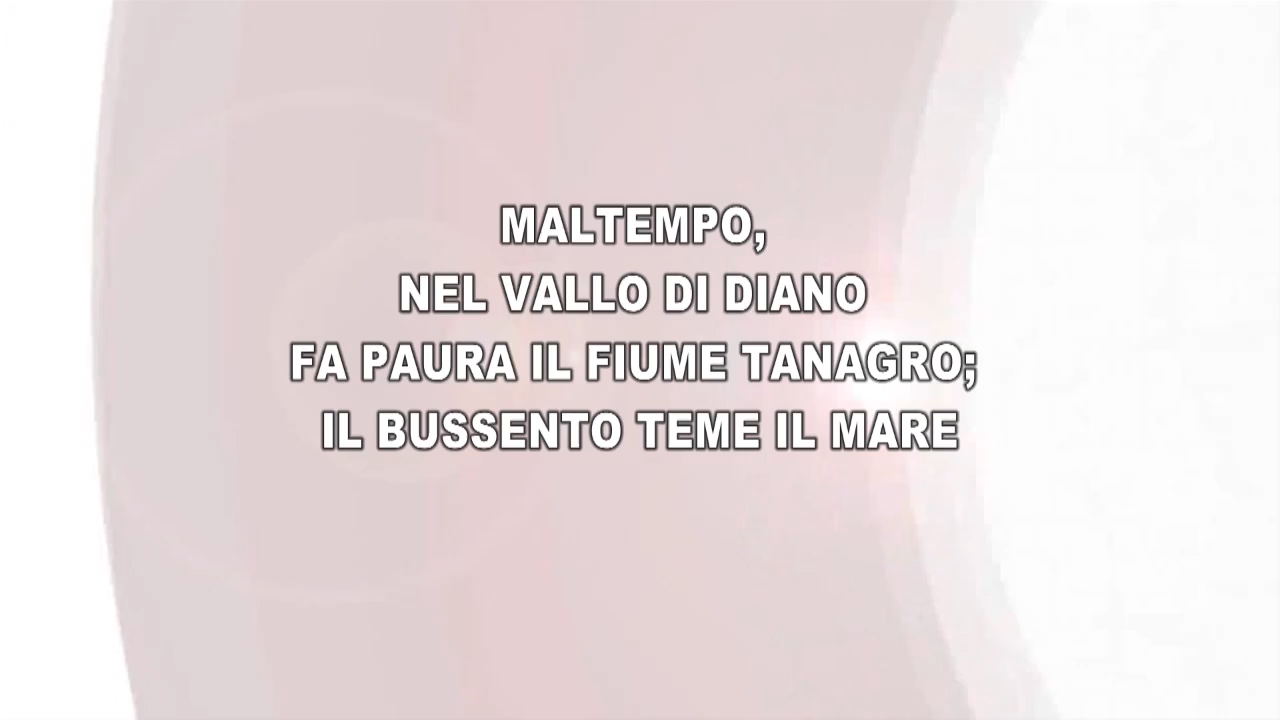 MALTEMPO,
NEL VALLO DI DIANO
FA PAURA IL FIUME TANAGRO;
IL BUSSENTO TEME IL MARE